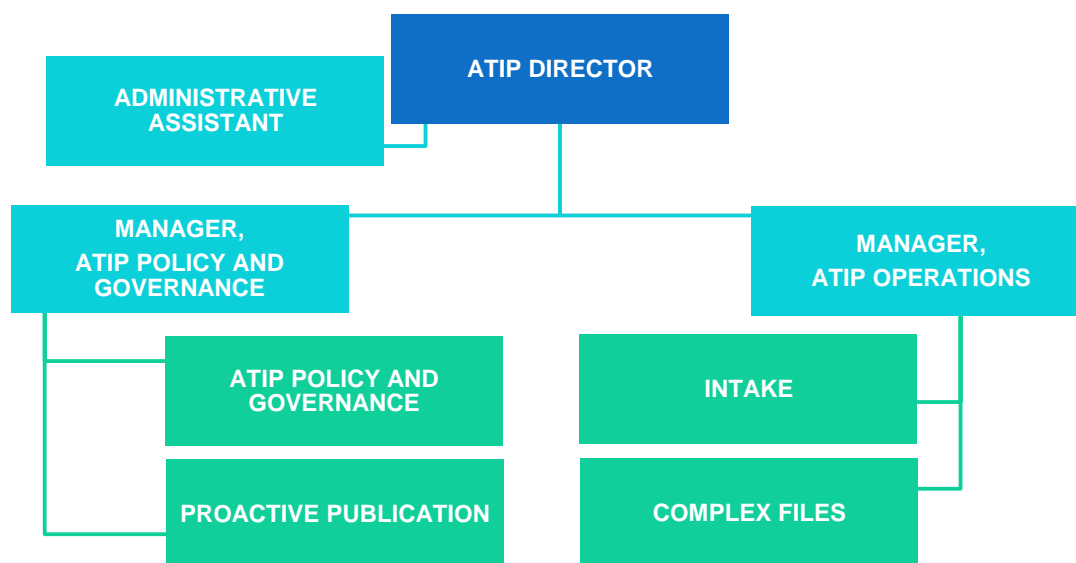 ATIP DIRECTOR
ADMINISTRATIVE
ASSISTANT
MANAGER,
ATIP POLICY AND
GOVERNANCE
MANAGER,
ATIP OPERATIONS
ATIP POLICY AND
GOVERNANCE
INTAKE
PROACTIVE PUBLICATION
COMPLEX FILES